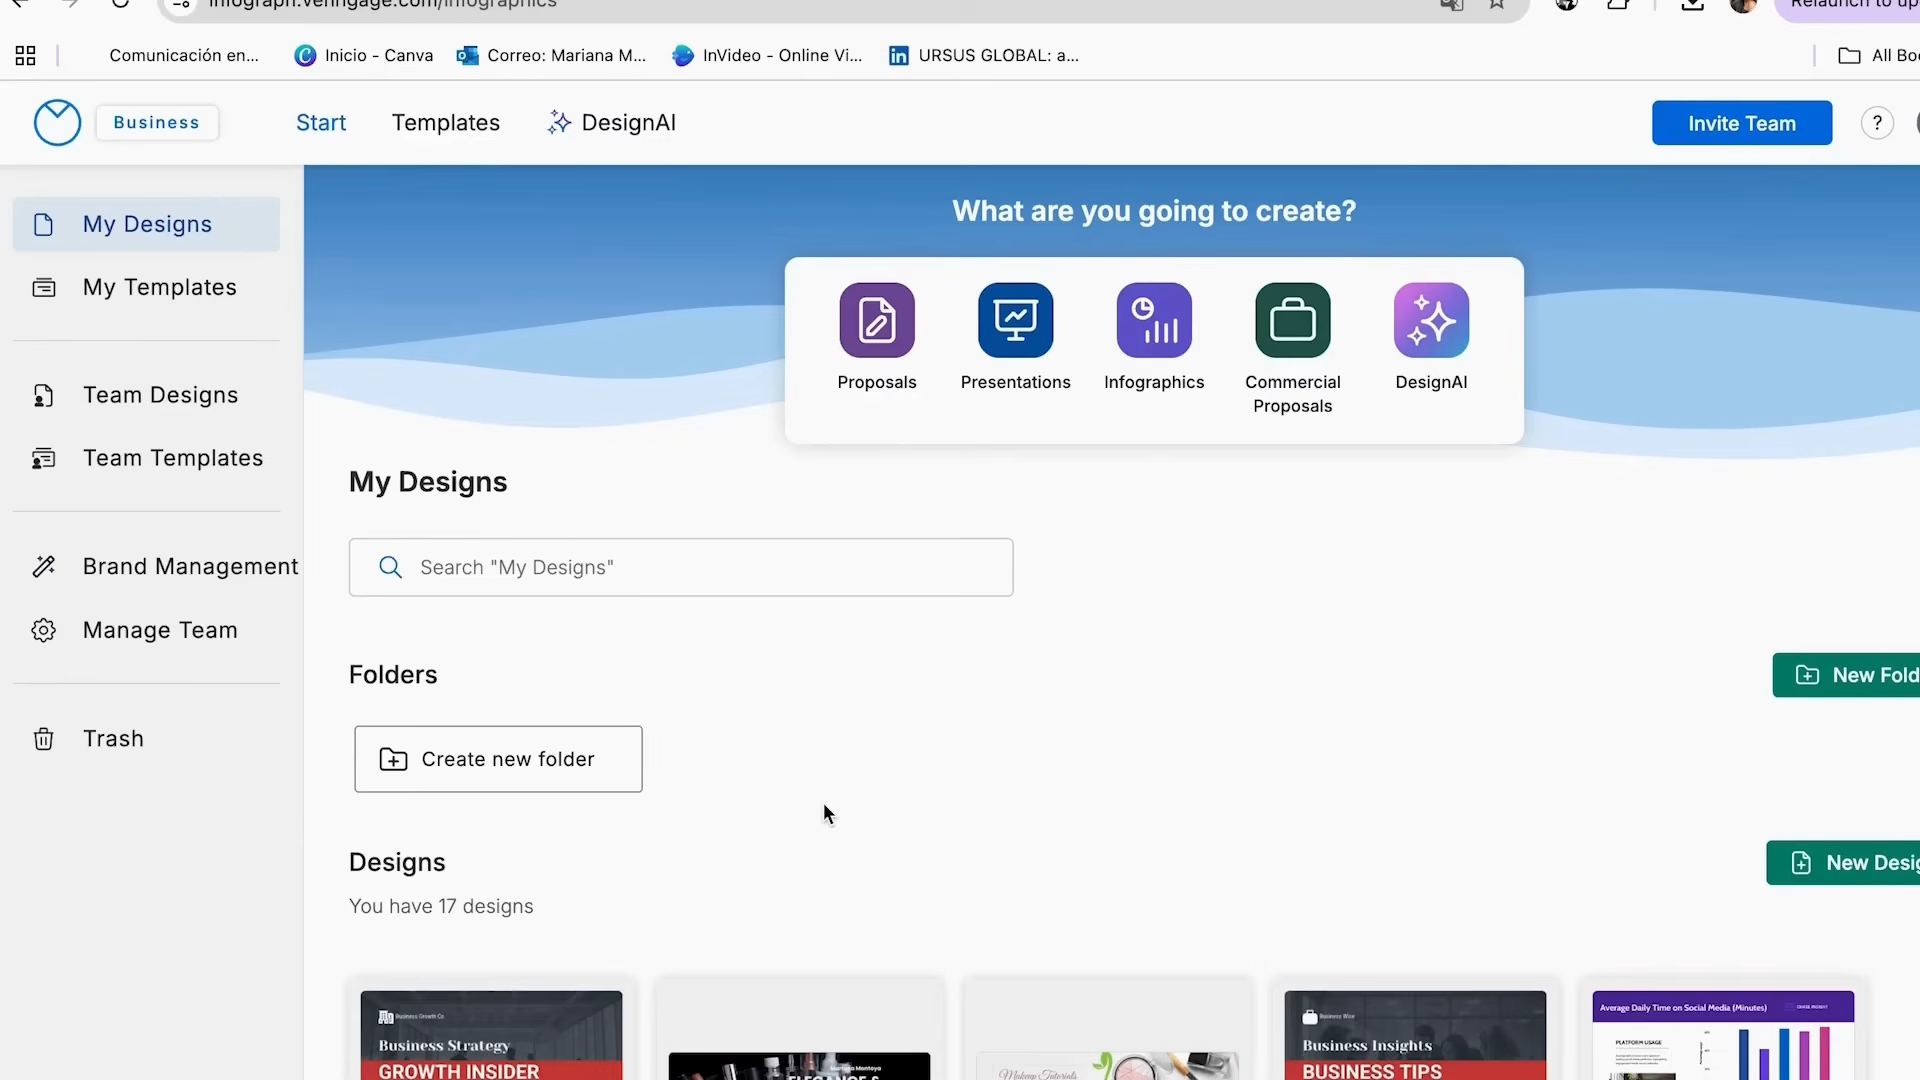 infograph.venngage.com/infographics
Relaunch to up
Comunicación en...
Inicio - Canva
Correo: Mariana M...
InVideo - Online Vi...
URSUS GLOBAL: a...
All Boo
Business
Start
Templates
DesignAI
Invite Team
?
My Designs
My Templates
Team Designs
Team Templates
Brand Management
Manage Team
Trash
What are you going to create?
Proposals
Presentations
Infographics
Commercial
Proposals
DesignAI
My Designs
Search "My Designs"
Folders
New Fold
Create new folder
Designs
New Desig
You have 17 designs
Business Growth Co.
Business Strategy
GROWTH INSIDER
Mariana Montoya
ELEGANCE &
Makeup Tutorials
Business Wise
Business Insights
BUSINESS TIPS
Average Daily Time on Social Media (Minutes)
PLATFORM USAGE